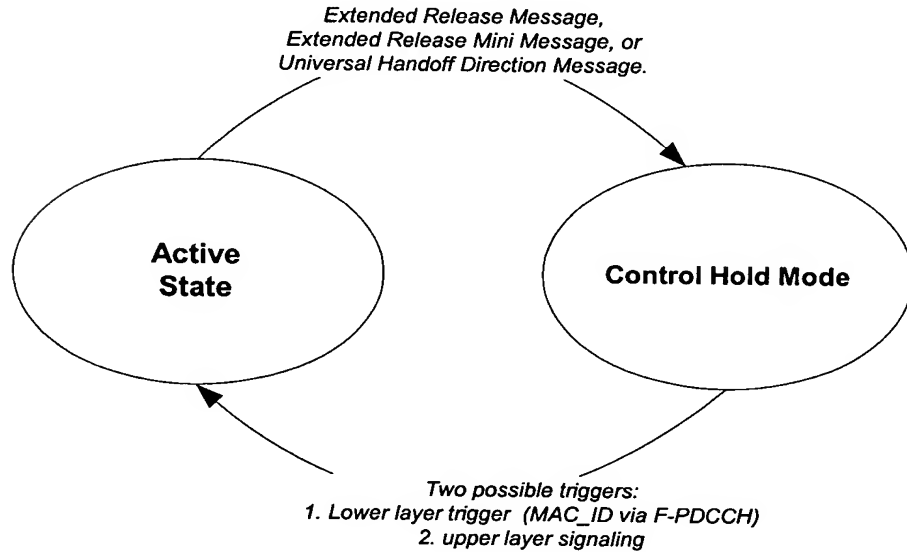 Extended Release Message,
Extended Release Mini Message, or
Universal Handoff Direction Message.
Active
State
Control Hold Mode
Two possible triggers:
1. Lower layer trigger (MAC_ID via F-PDCCH)
2. upper layer signaling